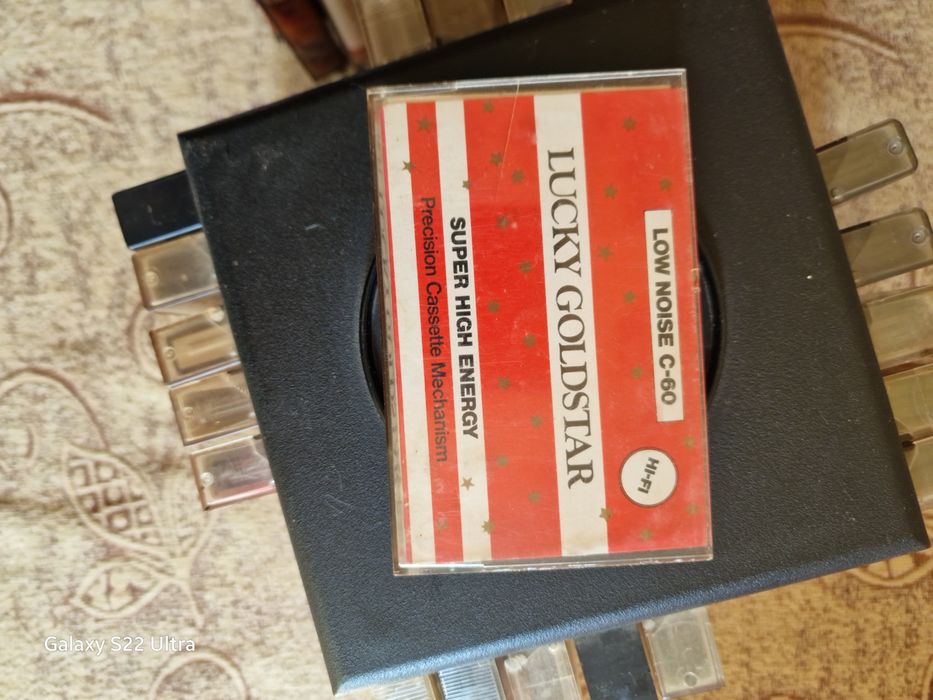 LOW NOISE C-60
HI-FI
LUCKY GOLDSTAR
SUPER HIGH ENERGY
Precision Cassette Mechanism
Galaxy S22 Ultra